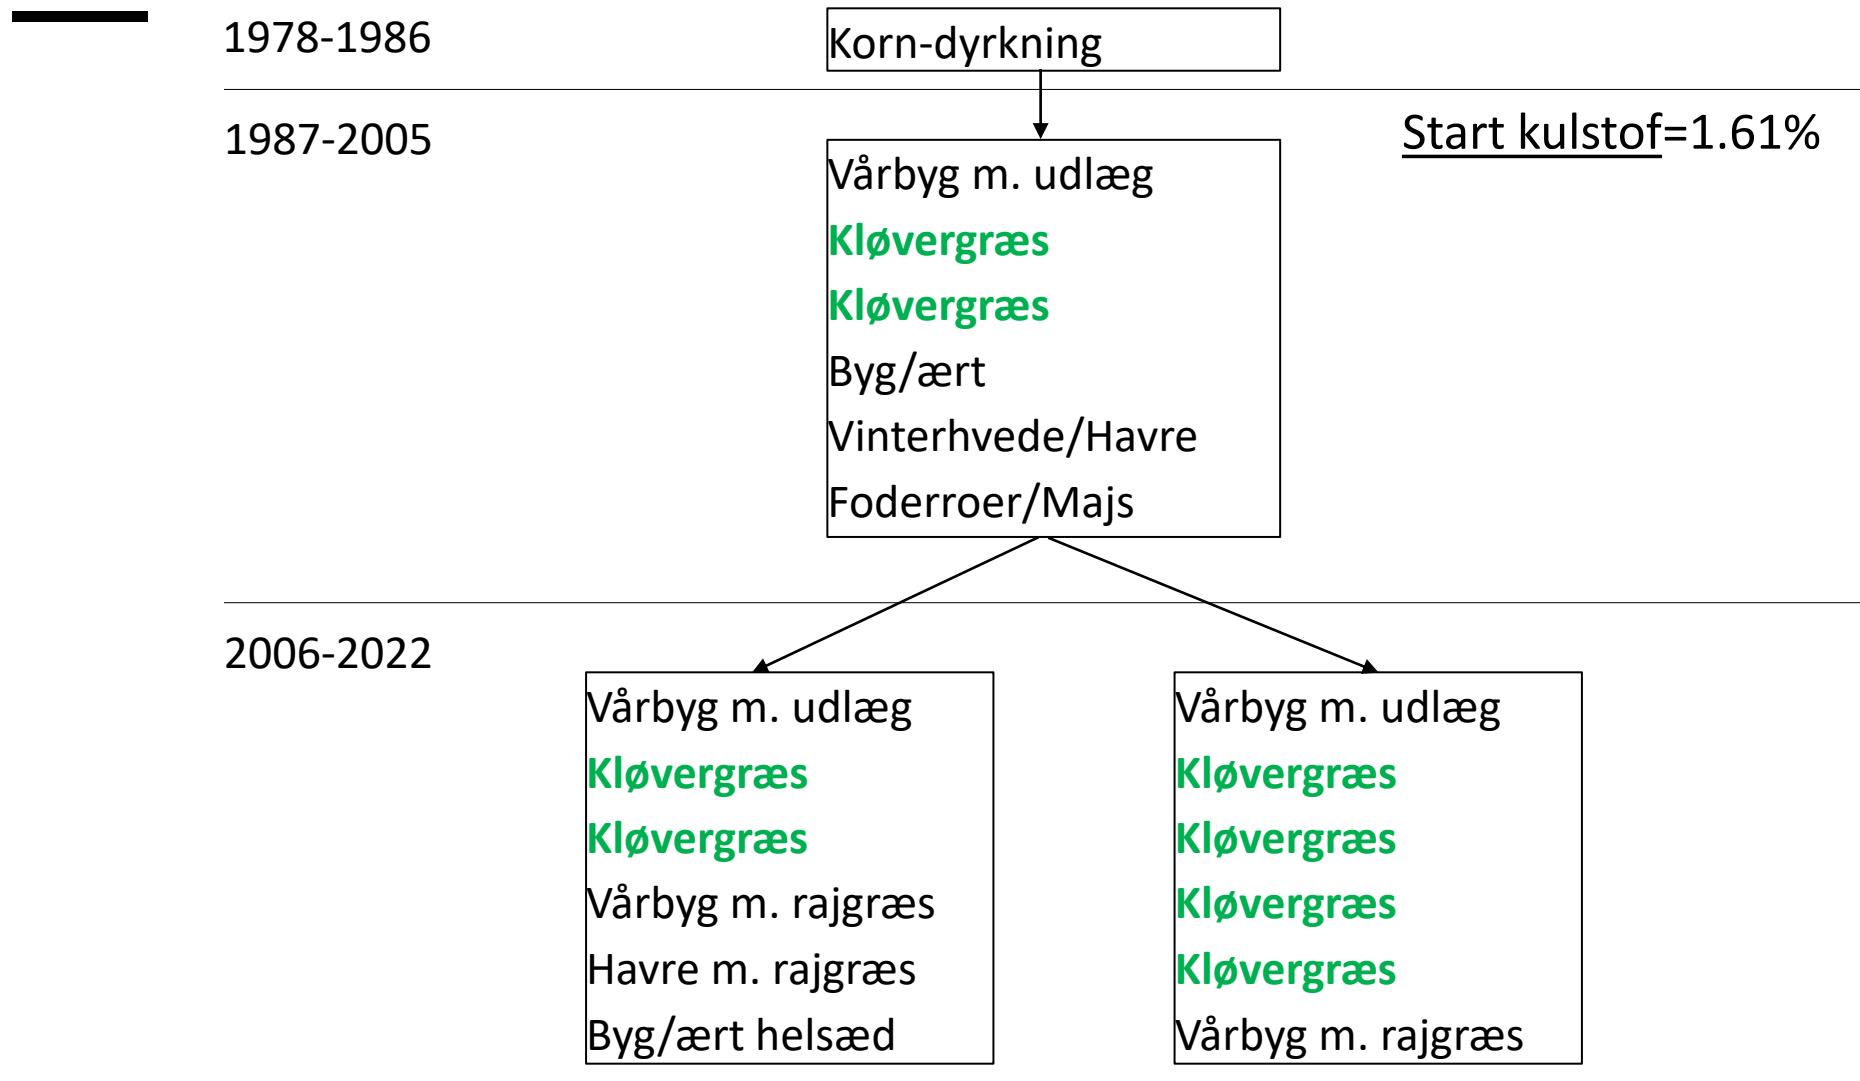 1978-1986
Korn-dyrkning
1987-2005
Start kulstof=1.61%
Vårbyg m. udlæg
Kløvergræs
Kløvergræs
Byg/ært
Vinterhvede/Havre
Foderroer/Majs
2006-2022
Vårbyg m. udlæg
Kløvergræs
Kløvergræs
Vårbyg m. rajgræs
Havre m. rajgræs
Byg/ært helsæd
Vårbyg m. udlæg
Kløvergræs
Kløvergræs
Kløvergræs
Kløvergræs
Vårbyg m. rajgræs